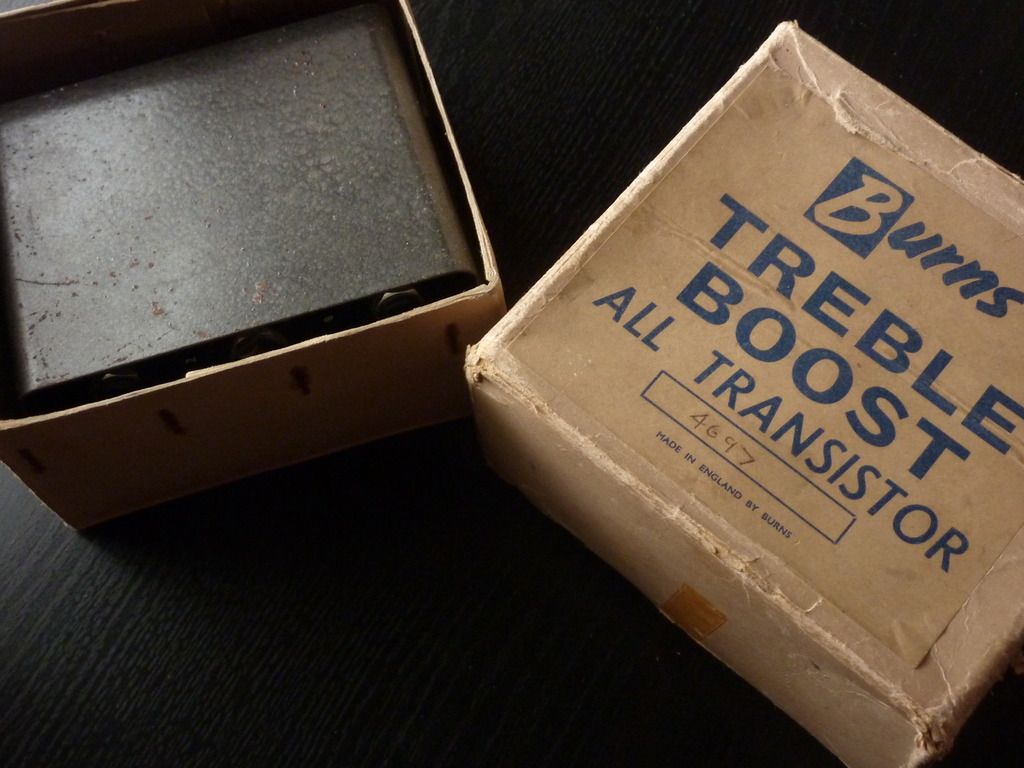 Burns
TREBLE
BOOST
ALL TRANSISTOR
4697
MADE IN ENGLAND BY BURNS